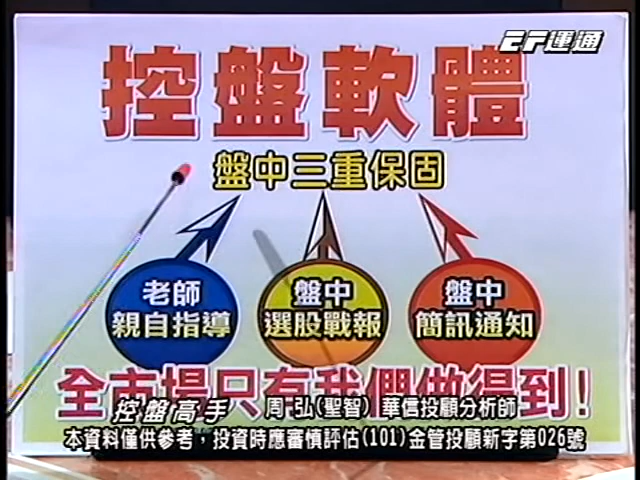 EF運通
控盤軟體
盤中三重保固
老師
親自指導
盤中
選股戰報
盤中
簡訊通知
全市場只有我們做得到!
控盤高手 周 弘(聖智) 華信投顧分析師
本資料僅供參考，投資時應審慎評估(101)金管投顧新字第026號